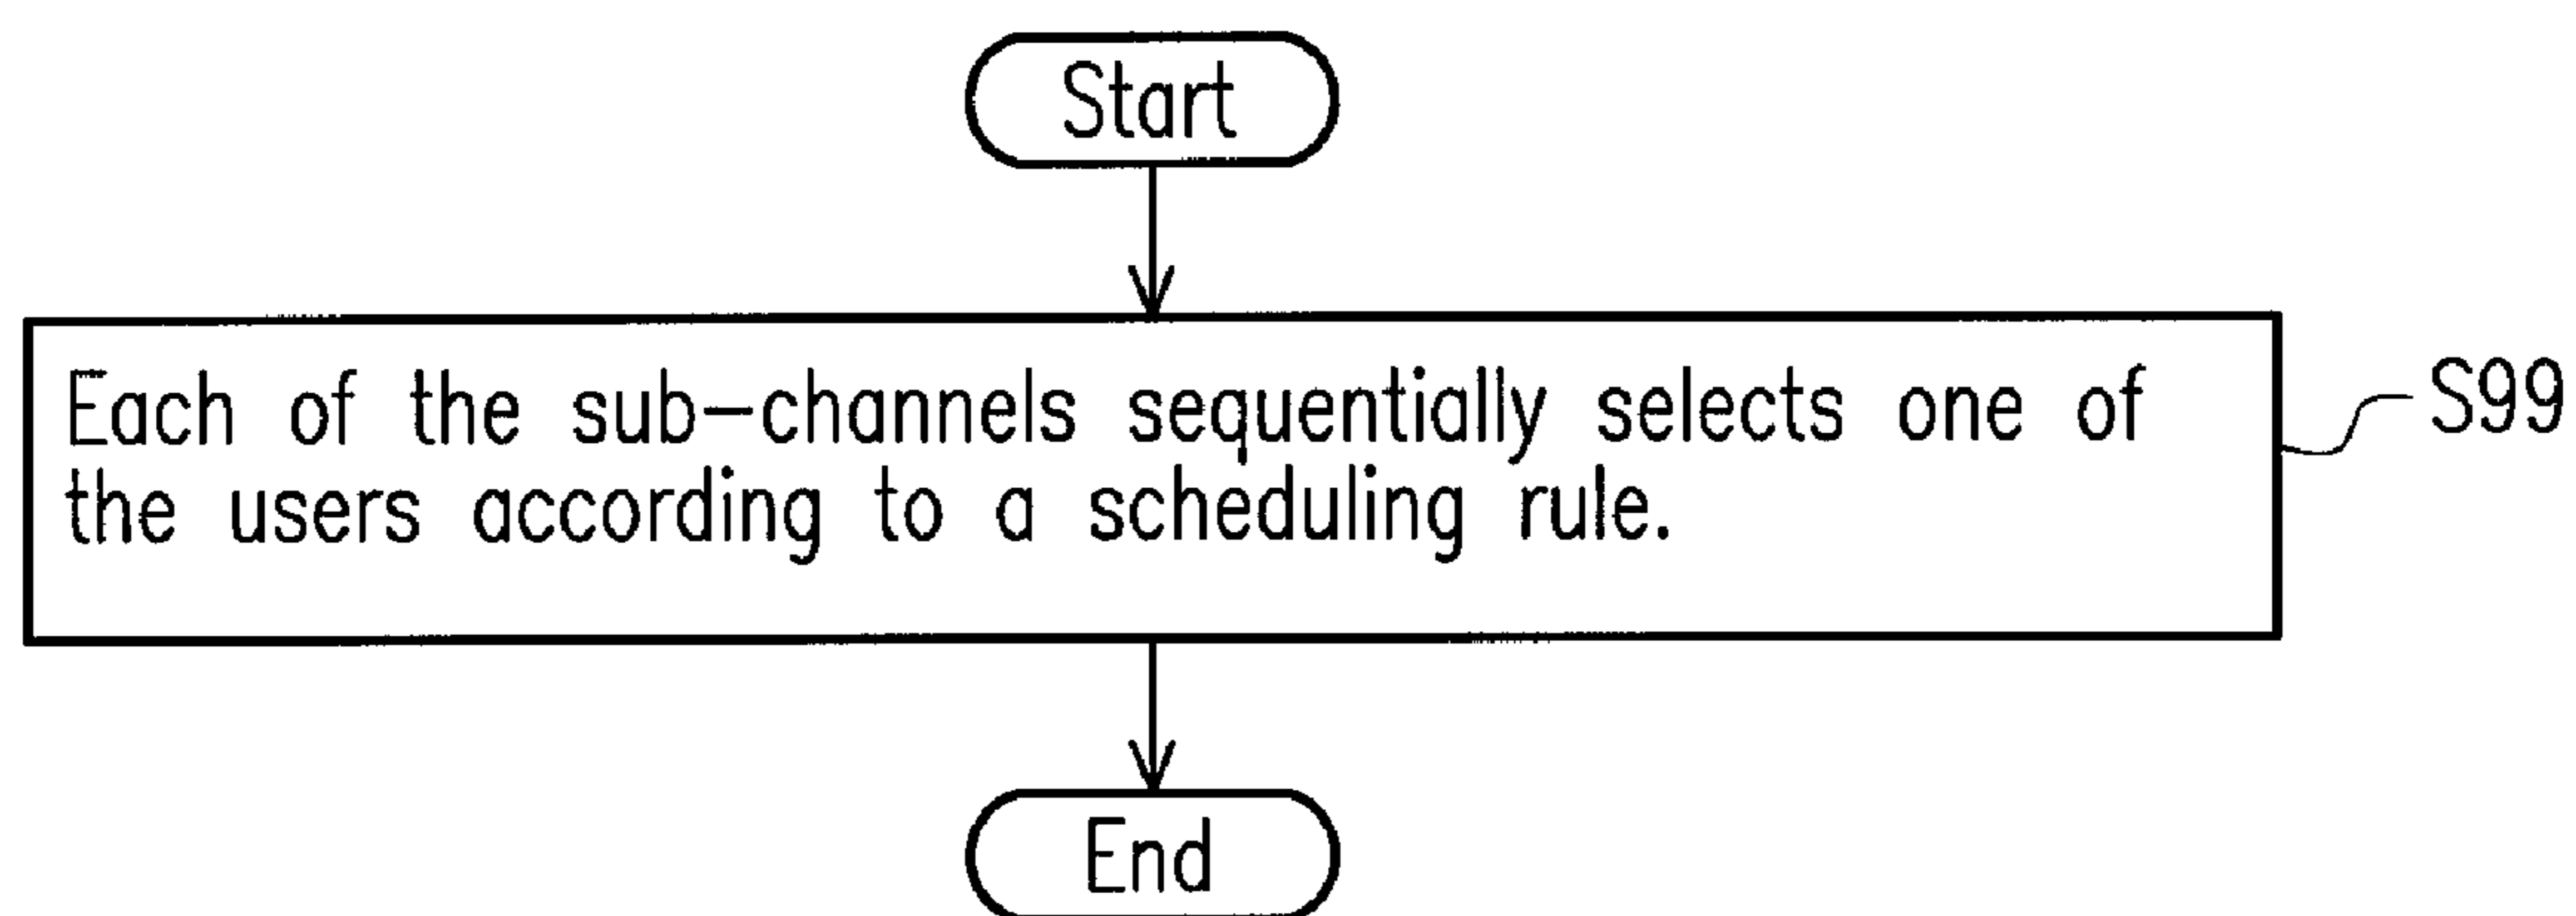 Start
Each of the sub-channels sequentially selects one of
the users according to a scheduling rule.
S99
End